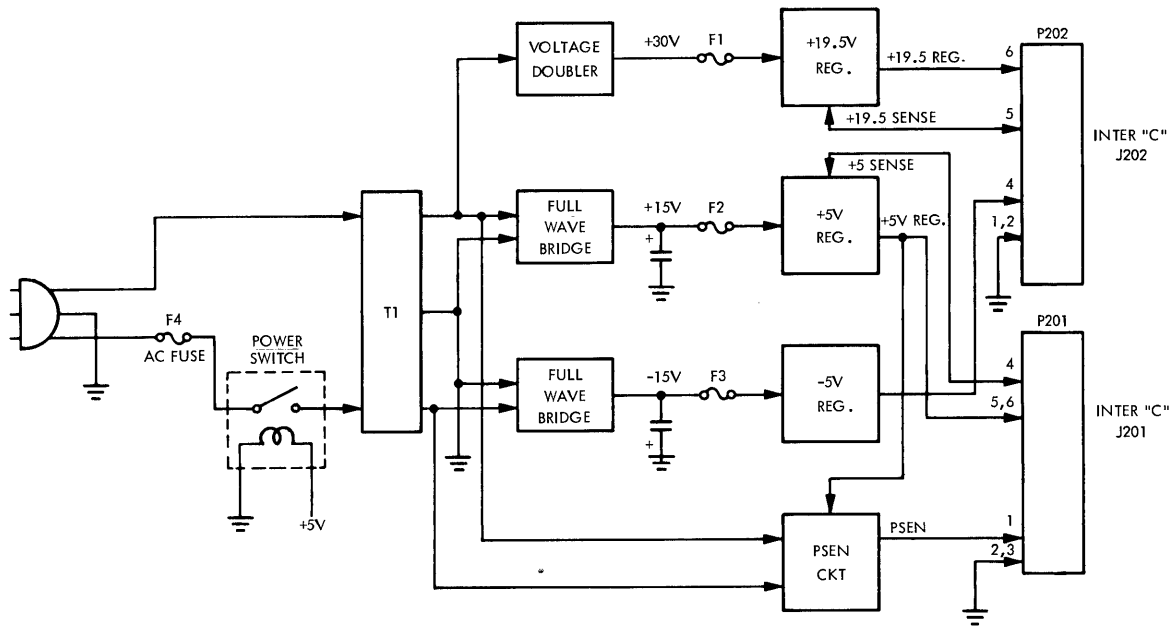 VOLTAGE
DOUBLER
+30V
F1
+19.5V
REG.
+19.5 REG.
+19.5 SENSE
P202
6
5
4
1,2
INTER "C"
J202
FULL
WAVE
BRIDGE
+15V
+
F2
+5 SENSE
+5V
REG.
+5V REG.
T1
F4
AC FUSE
POWER
SWITCH
+5V
FULL
WAVE
BRIDGE
-15V
+
F3
-5V
REG.
P201
4
5,6
1
2,3
INTER "C"
J201
PSEN
CKT
PSEN